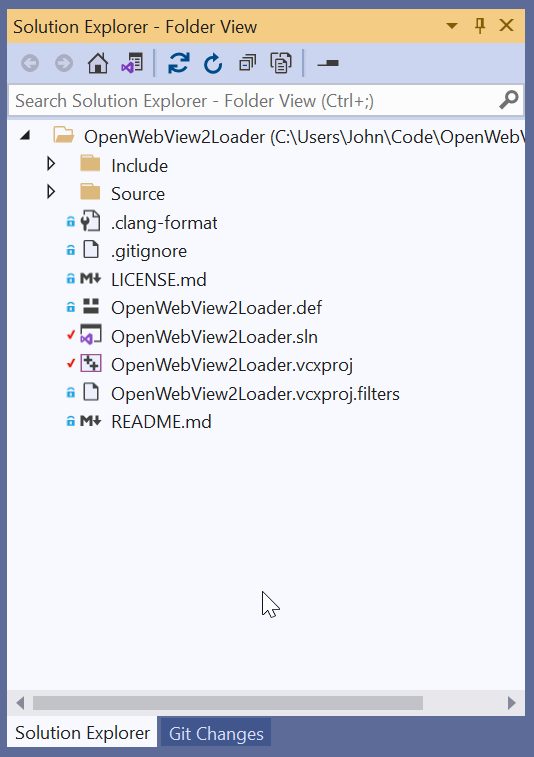 Solution Explorer - Folder View
Search Solution Explorer - Folder View (Ctrl+;)
OpenWebView2Loader (C:\Users\John\Code\OpenWebV
Include
Source
.clang-format
.gitignore
LICENSE.md
OpenWebView2Loader.def
OpenWebView2Loader.sln
OpenWebView2Loader.vcxproj
OpenWebView2Loader.vcxproj.filters
README.md
Solution Explorer Git Changes